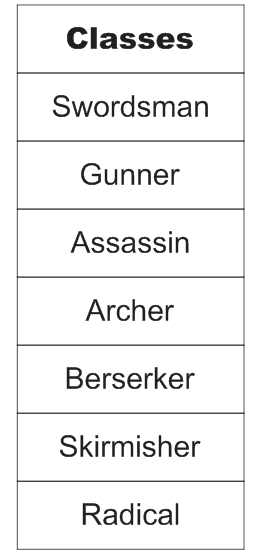 Classes
Swordsman
Gunner
Assassin
Archer
Berserker
Skirmisher
Radical